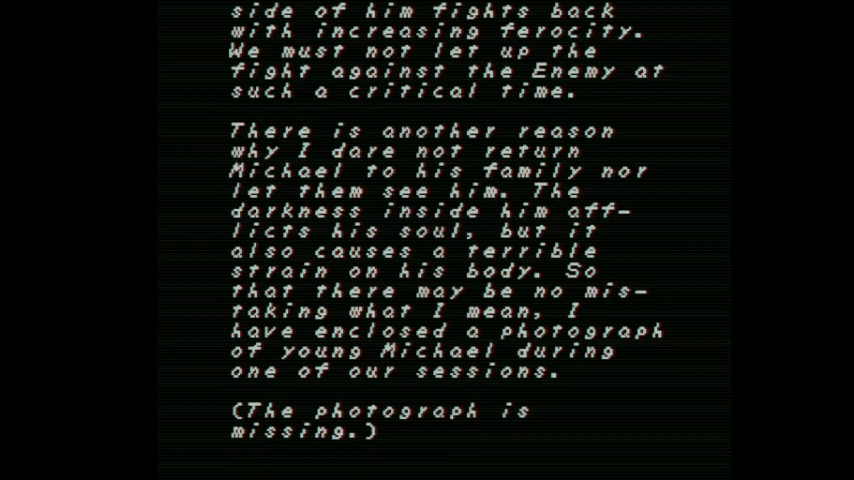 side of him fights back
with increasing ferocity.
We must not let up the
fight against the Enemy at
such a critical time.
There is another reason
why I dare not return
Michael to his family nor
let them see him. The
darkness inside him aff-
licts his soul, but it
also causes a terrible
strain on his body. So
that there may be no mis-
taking what I mean, I
have enclosed a photograph
of young Michael during
one of our sessions.
(The photograph is
missing.)